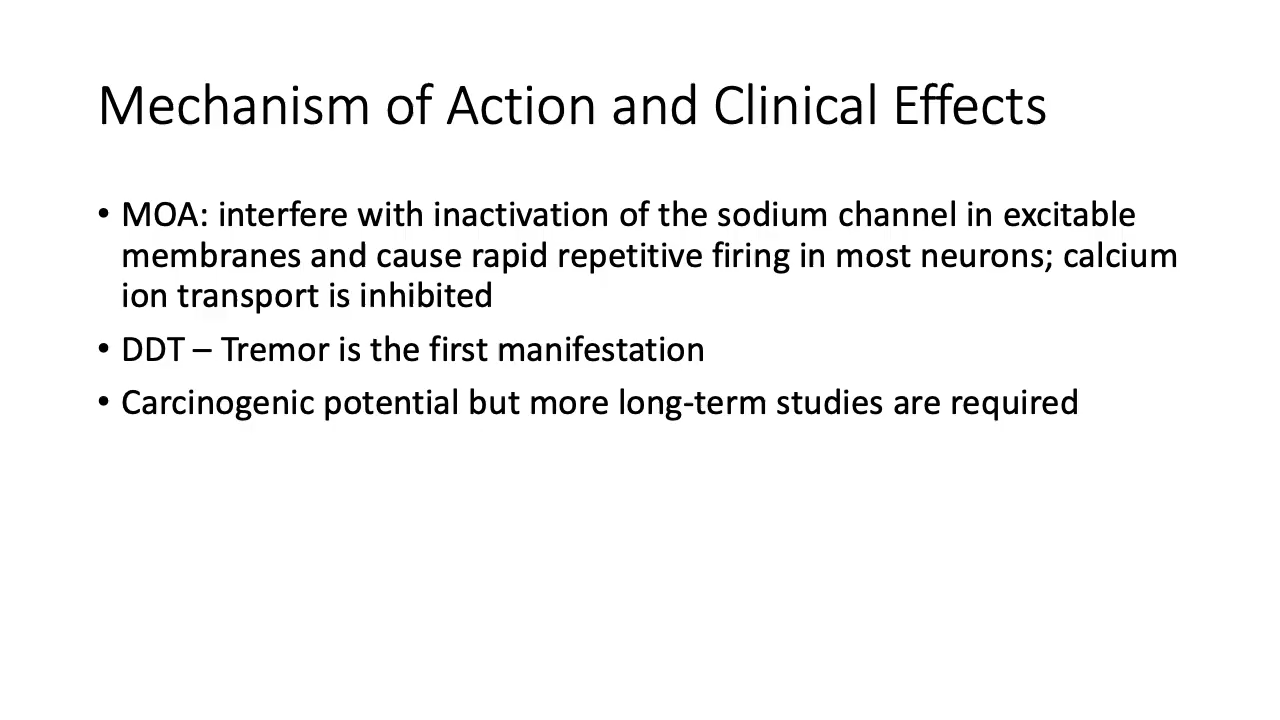 Mechanism of Action and Clinical Effects
• MOA: interfere with inactivation of the sodium channel in excitable
membranes and cause rapid repetitive firing in most neurons; calcium
ion transport is inhibited
• DDT – Tremor is the first manifestation
• Carcinogenic potential but more long-term studies are required